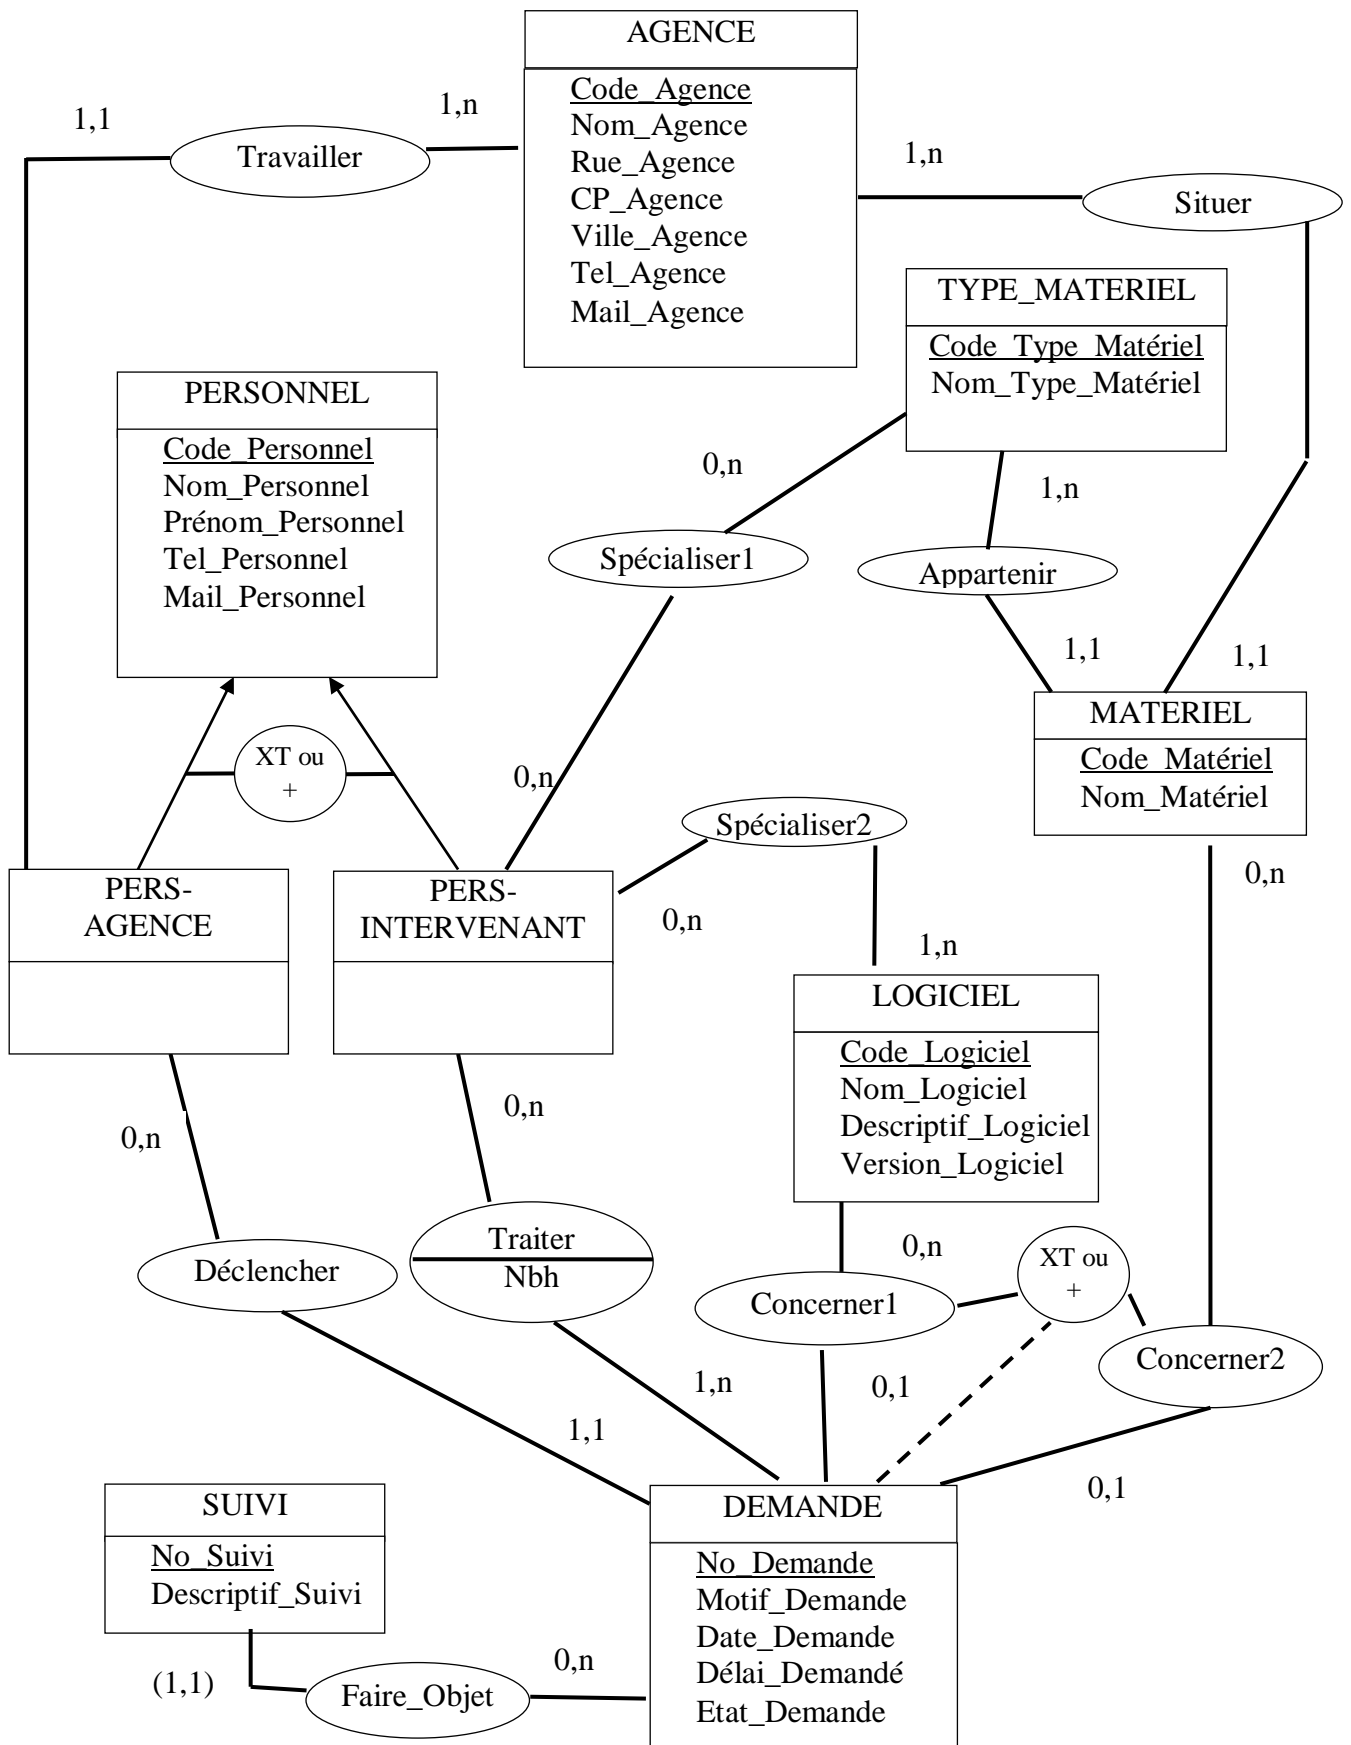 AGENCE
Code_Agence
Nom_Agence
Rue_Agence
CP_Agence
Ville_Agence
Tel_Agence
Mail_Agence
1,1
Travailler
1,n
1,n
Situer
TYPE_MATERIEL
Code_Type_Matériel
Nom_Type_Matériel
PERSONNEL
Code_Personnel
Nom_Personnel
Prénom_Personnel
Tel_Personnel
Mail_Personnel
0,n
1,n
Spécialiser1
Appartenir
1,1
1,1
MATERIEL
Code_Matériel
Nom_Matériel
XT ou
+
0,n
Spécialiser2
0,n
PERS-
AGENCE
PERS-
INTERVENANT
0,n
1,n
LOGICIEL
Code_Logiciel
Nom_Logiciel
Descriptif_Logiciel
Version_Logiciel
0,n
0,n
Déclencher
Traiter
Nbh
0,n
XT ou
+
Concerner1
Concerner2
1,1
1,n
0,1
0,1
SUIVI
No_Suivi
Descriptif_Suivi
DEMANDE
No_Demande
Motif_Demande
Date_Demande
Délai_Demandé
Etat_Demande
(1,1)
Faire_Objet
0,n